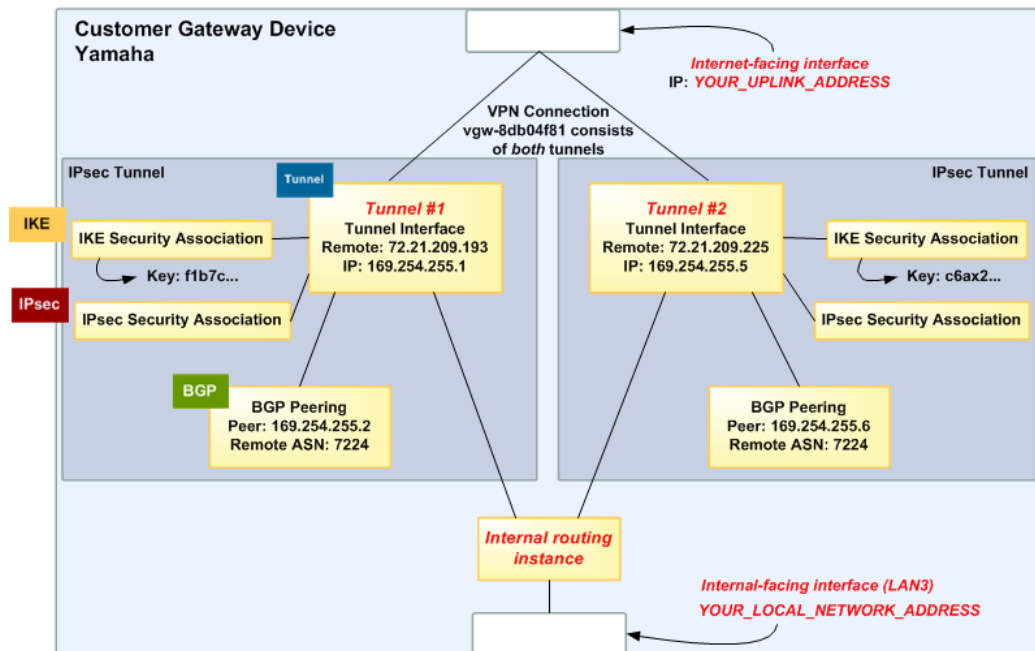 Customer Gateway Device
Yamaha
Internet-facing interface
IP: YOUR_UPLINK_ADDRESS
VPN Connection
vgw-8db04f81 consists
of both tunnels
IPsec Tunnel
Tunnel
IKE
Tunnel #1
Tunnel Interface
Remote: 72.21.209.193
IP: 169.254.255.1
IKE Security Association
Key: f1b7c...
IPsec
IPsec Security Association
BGP
BGP Peering
Peer: 169.254.255.2
Remote ASN: 7224
IPsec Tunnel
Tunnel #2
Tunnel Interface
Remote: 72.21.209.225
IP: 169.254.255.5
IKE Security Association
Key: c6ax2...
IPsec Security Association
BGP Peering
Peer: 169.254.255.6
Remote ASN: 7224
Internal routing
instance
Internal-facing interface (LAN3)
YOUR_LOCAL_NETWORK_ADDRESS